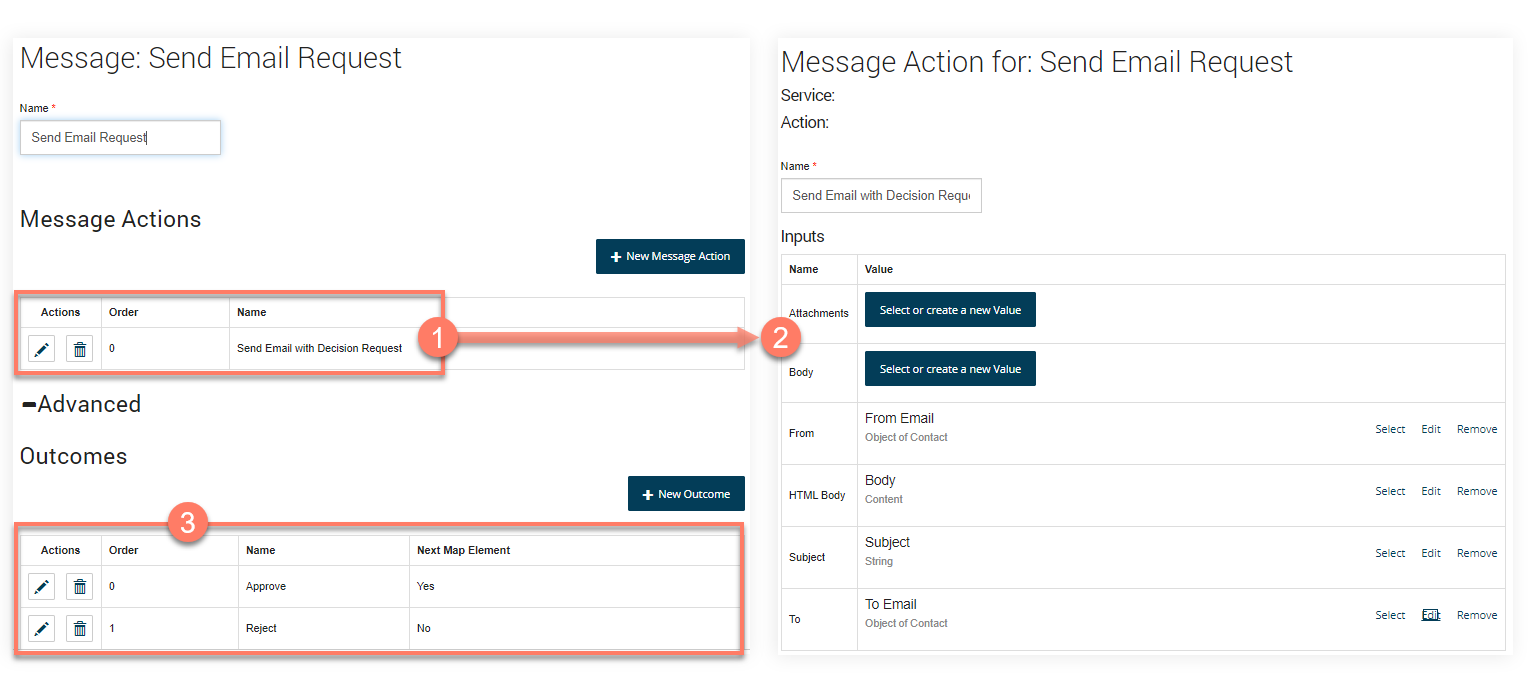 Message: Send Email Request
Name *
Send Email Request
Message Actions
New Message Action
Actions Order Name
0 Send Email with Decision Request
1
Advanced
Outcomes
New Outcome
3
Actions Order Name Next Map Element
0 Approve Yes
1 Reject No
Message Action for: Send Email Request
Service:
Action:
Name *
Send Email with Decision Requ
Inputs
Name Value
Attachments Select or create a new Value
2
Body Select or create a new Value
From From Email Select Edit Remove
Object of Contact
HTML Body Body Select Edit Remove
Content
Subject Subject Select Edit Remove
String
To To Email Select Edit Remove
Object of Contact